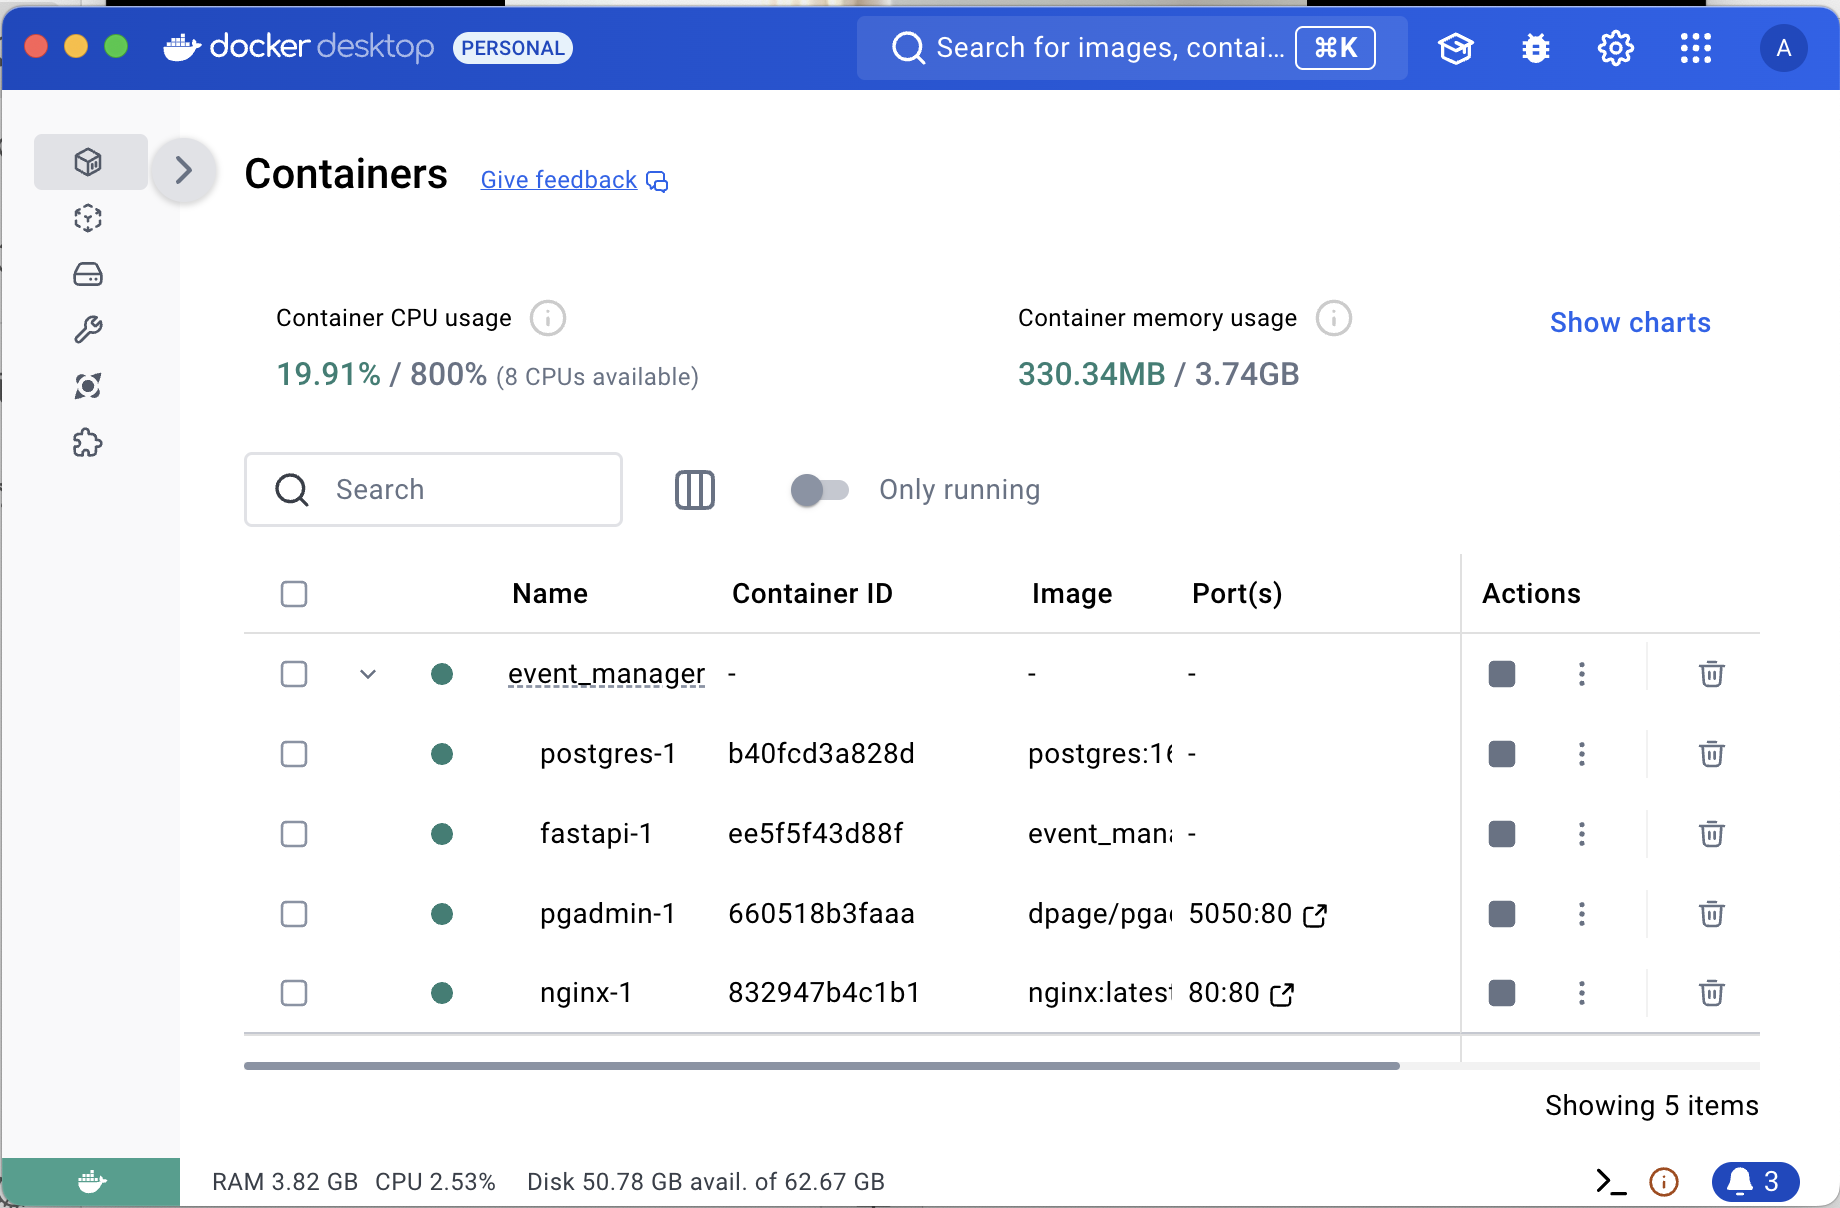 docker desktop PERSONAL Search for images, contai... ⌘K A
Containers Give feedback
Container CPU usage Container memory usage Show charts
19.91% / 800% (8 CPUs available) 330.34MB / 3.74GB
Search Only running
Name Container ID Image Port(s) Actions
event_manager - - -
postgres-1 b40fcd3a828d postgres:16 -
fastapi-1 ee5f5f43d88f event_mana -
pgadmin-1 660518b3faaa dpage/pgad 5050:80
nginx-1 832947b4c1b1 nginx:latest 80:80
Showing 5 items
RAM 3.82 GB CPU 2.53% Disk 50.78 GB avail. of 62.67 GB 3